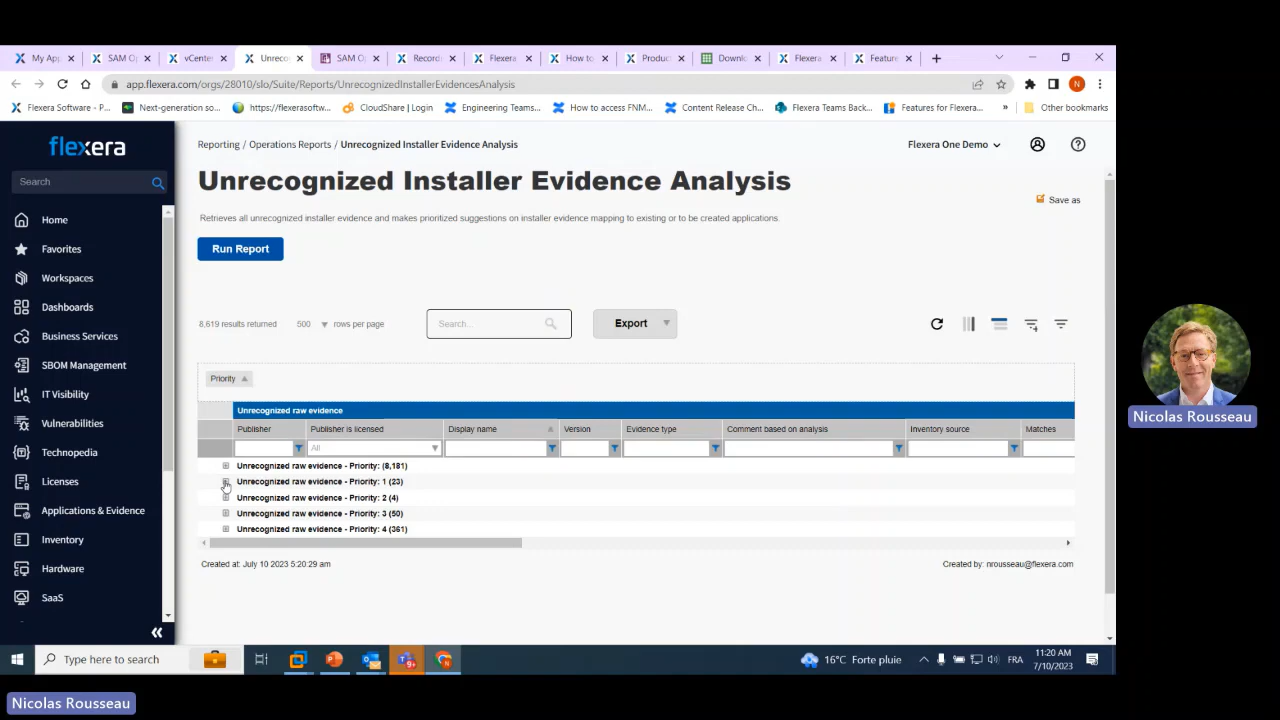 My App
SAM Op
vCenter
Unreco
SAM O
Record
Flexera
How to
Produc
Downlo
Flexera
Feature
app.flexera.com/orgs/28010/slo/Suite/Reports/UnrecognizedInstallerEvidencesAnalysis
N
Flexera Software - P...
Next-generation so...
https://flexerasoftw...
CloudShare | Login
Engineering Teams...
How to access FNM...
Content Release Ch...
Flexera Teams Back...
Features for Flexera...
»
Other bookmarks
flexera
Search
Home
Favorites
Workspaces
Dashboards
Business Services
SBOM Management
IT Visibility
Vulnerabilities
Technopedia
Licenses
Applications & Evidence
Inventory
Hardware
SaaS
Reporting / Operations Reports / Unrecognized Installer Evidence Analysis
Flexera One Demo
Unrecognized Installer Evidence Analysis
Save as
Retrieves all unrecognized installer evidence and makes prioritized suggestions on installer evidence mapping to existing or to be created applications.
Run Report
8,619 results returned
500
rows per page
Search...
Export
Priority
Unrecognized raw evidence
Publisher
Publisher is licensed
Display name
Version
Evidence type
Comment based on analysis
Inventory source
Matches
All
Unrecognized raw evidence - Priority: (8,181)
Unrecognized raw evidence - Priority: 1 (23)
Unrecognized raw evidence - Priority: 2 (4)
Unrecognized raw evidence - Priority: 3 (50)
Unrecognized raw evidence - Priority: 4 (361)
Created at: July 10 2023 5:20:29 am
Created by: nrousseau@flexera.com
Nicolas Rousseau
Type here to search
9+
16°C Forte pluie
FRA
11:20 AM
7/10/2023
Nicolas Rousseau